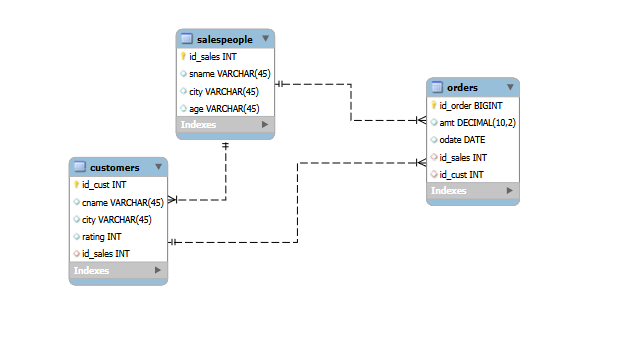 salespeople
id_sales INT
sname VARCHAR(45)
city VARCHAR(45)
age VARCHAR(45)
Indexes
orders
id_order BIGINT
amt DECIMAL(10,2)
odate DATE
id_sales INT
id_cust INT
Indexes
customers
id_cust INT
cname VARCHAR(45)
city VARCHAR(45)
rating INT
id_sales INT
Indexes